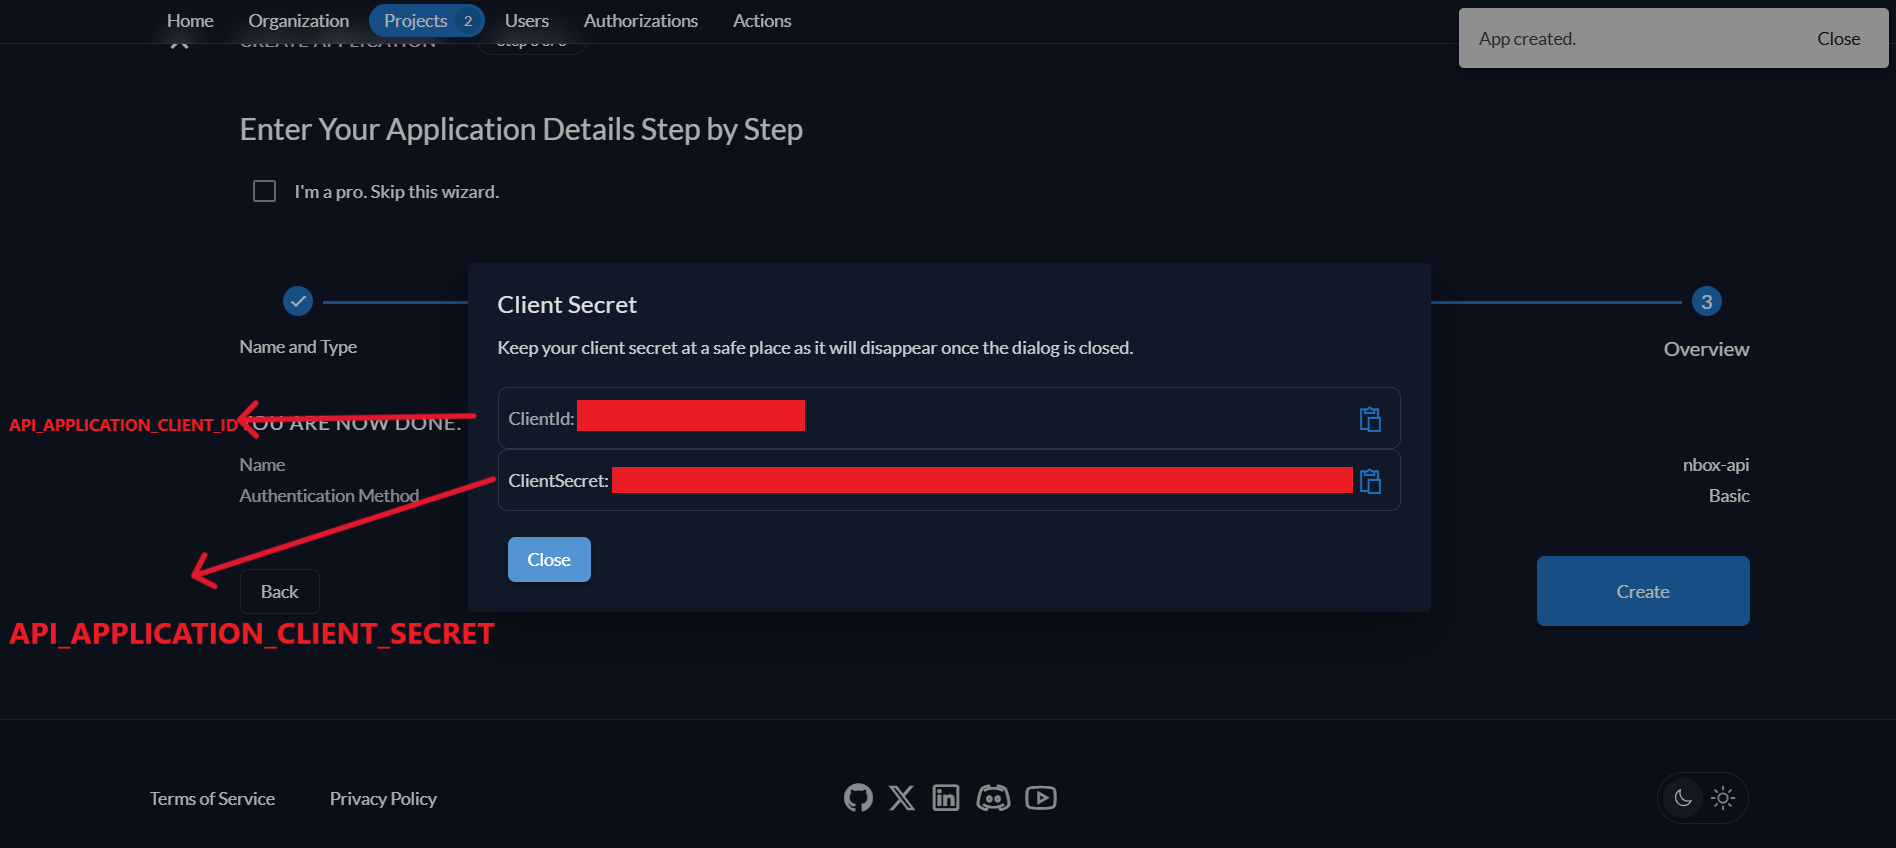 Home Organization Projects 2 Users Authorizations Actions
App created. Close
CREATE APPLICATION
Enter Your Application Details Step by Step
I'm a pro. Skip this wizard.
3
Name and Type
Overview
Client Secret
Keep your client secret at a safe place as it will disappear once the dialog is closed.
ClientId:
ClientSecret:
Close
API_APPLICATION_CLIENT_ID
YOU ARE NOW DONE.
Name nbox-api
Authentication Method Basic
Back Create
API_APPLICATION_CLIENT_SECRET
Terms of Service Privacy Policy